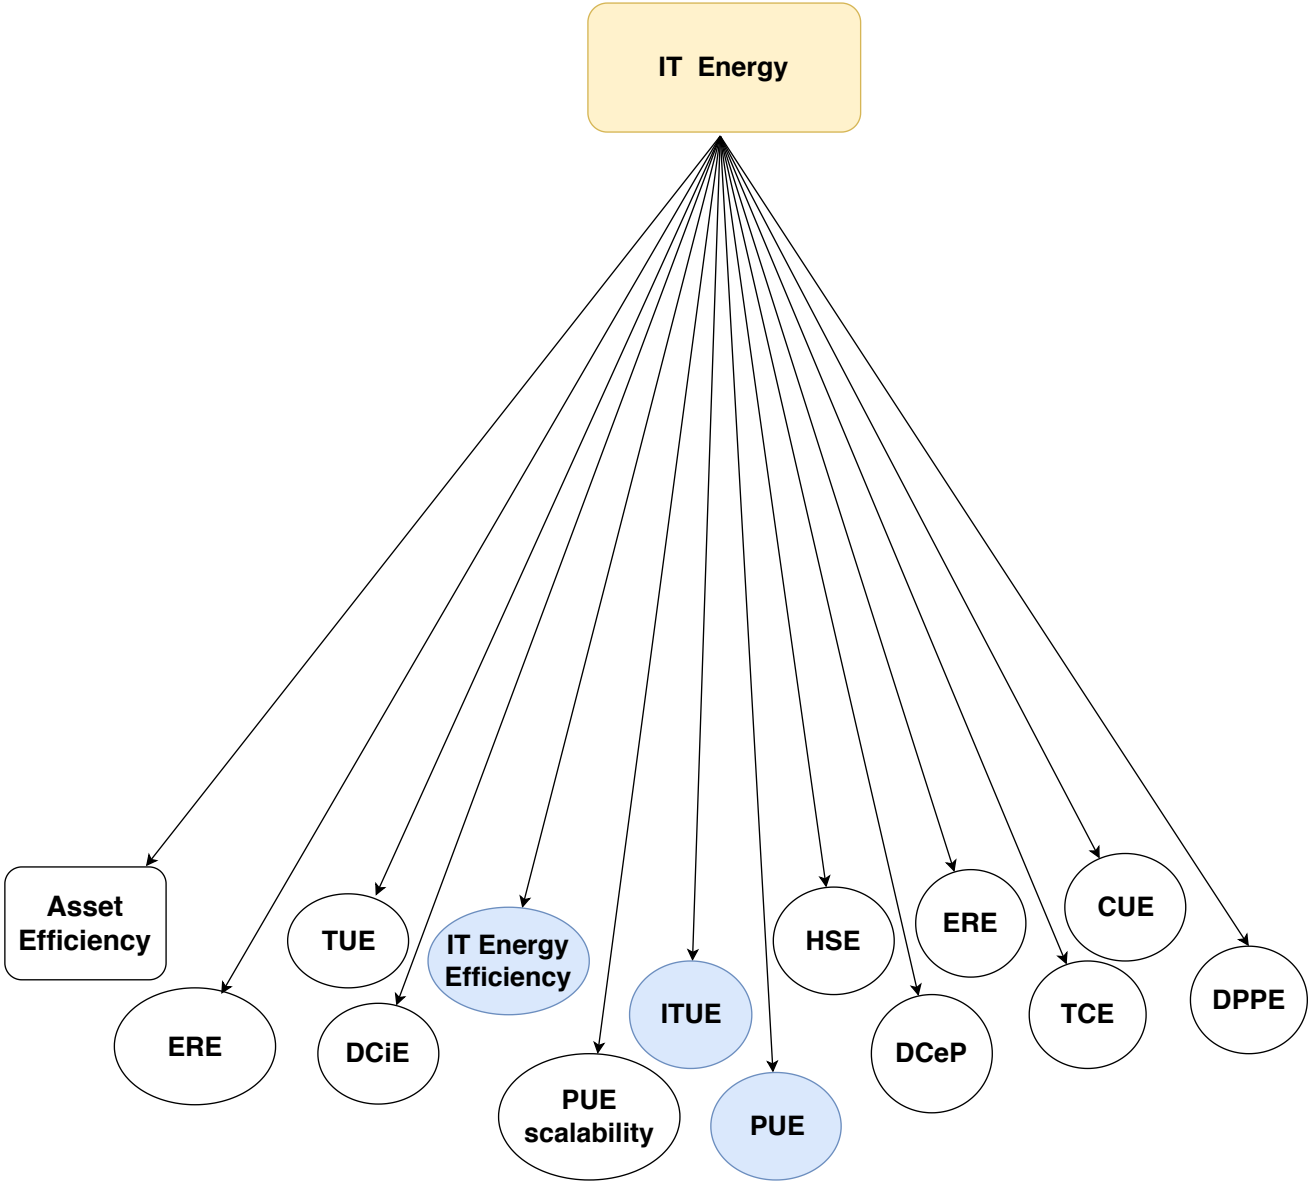 IT Energy
Asset
Efficiency
ERE
TUE
DCiE
IT Energy
Efficiency
PUE
scalability
ITUE
PUE
HSE
DCeP
ERE
TCE
CUE
DPPE